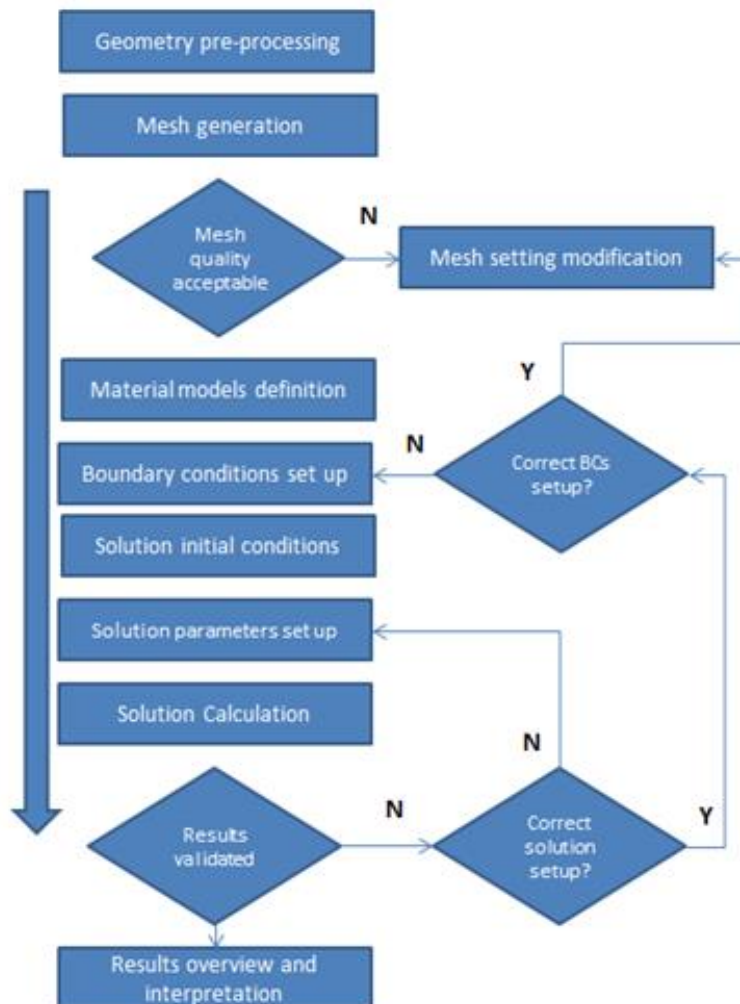 Geometry pre-processing
Mesh generation
N
Mesh
quality
acceptable
Mesh setting modification
Y
Material models definition
N
Boundary conditions set up
Correct BCs
setup?
Solution initial conditions
Solution parameters set up
Solution Calculation
N
N
Results
validated
Correct
solution
setup?
Y
Results overview and
interpretation